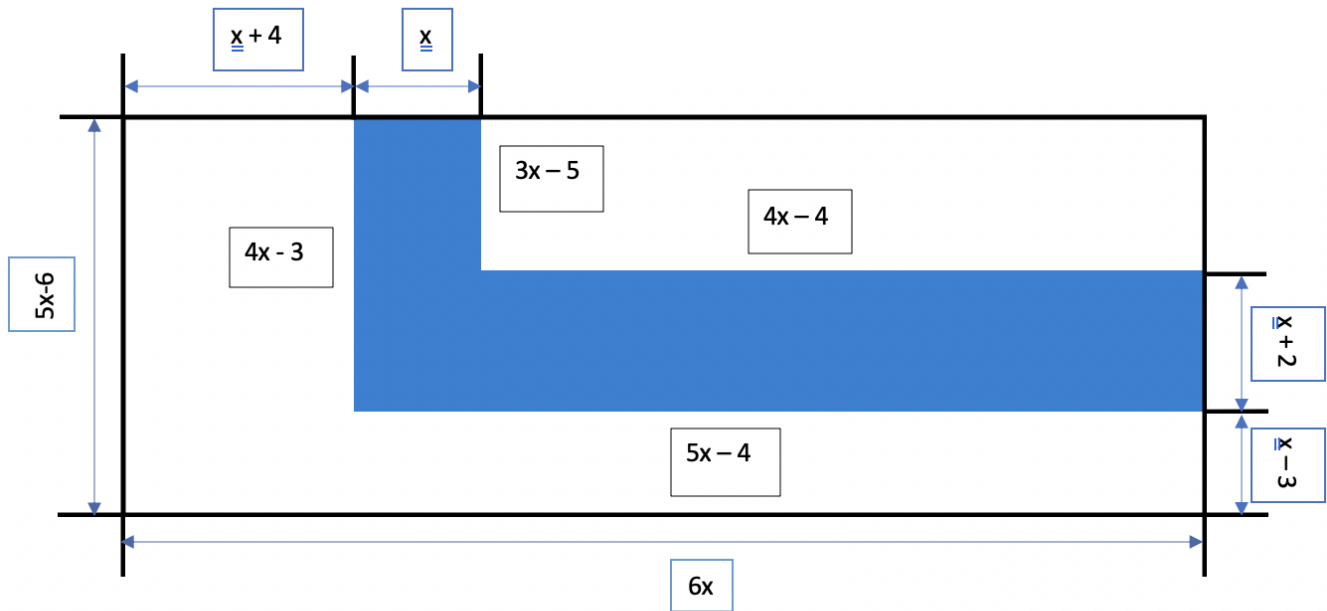 x + 4
x
3x – 5
4x – 4
4x - 3
5x-6
x + 2
x – 3
5x – 4
6x